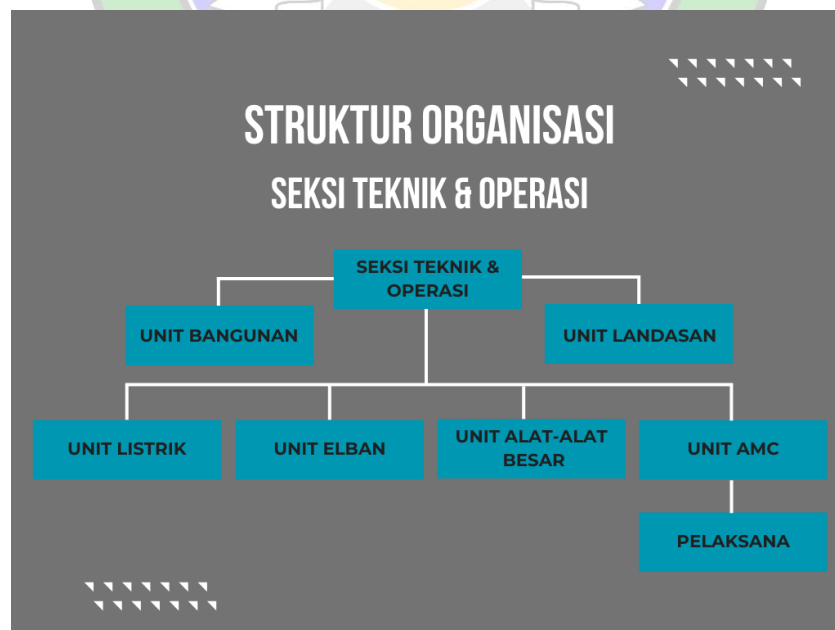 STRUKTUR ORGANISASI
SEKSI TEKNIK & OPERASI
SEKSI TEKNIK &
OPERASI
UNIT BANGUNAN
UNIT LANDASAN
UNIT LISTRIK
UNIT ELBAN
UNIT ALAT-ALAT
BESAR
UNIT AMC
PELAKSANA